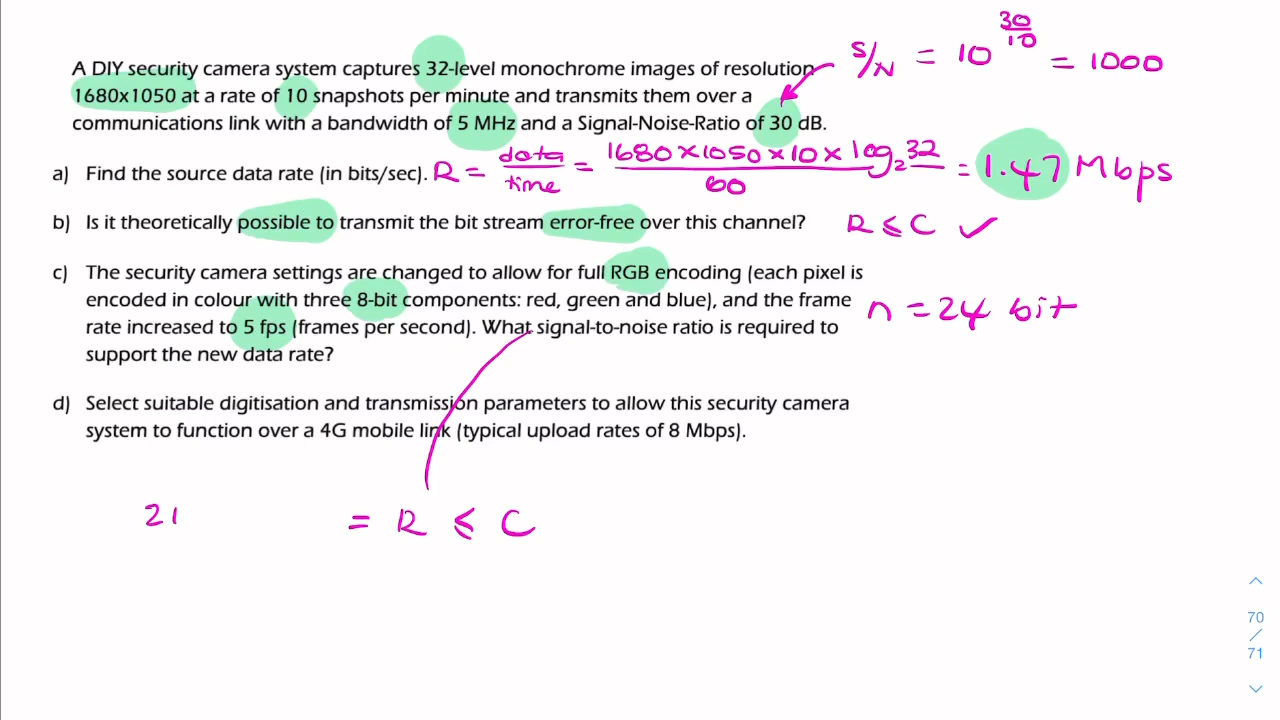 A DIY security camera system captures 32-level monochrome images of resolution
1680x1050 at a rate of 10 snapshots per minute and transmits them over a
communications link with a bandwidth of 5 MHz and a Signal-Noise-Ratio of 30 dB.
S/N = 10^(30/10) = 1000
a) Find the source data rate (in bits/sec). R = data/time = (1680×1050×10×log₂32)/60 = 1.47 Mbps
b) Is it theoretically possible to transmit the bit stream error-free over this channel? R ⩽ C ✓
c) The security camera settings are changed to allow for full RGB encoding (each pixel is
encoded in colour with three 8-bit components: red, green and blue), and the frame
rate increased to 5 fps (frames per second). What signal-to-noise ratio is required to
support the new data rate?
n = 24 bit
d) Select suitable digitisation and transmission parameters to allow this security camera
system to function over a 4G mobile link (typical upload rates of 8 Mbps).
21 = R ⩽ C
70
/
71